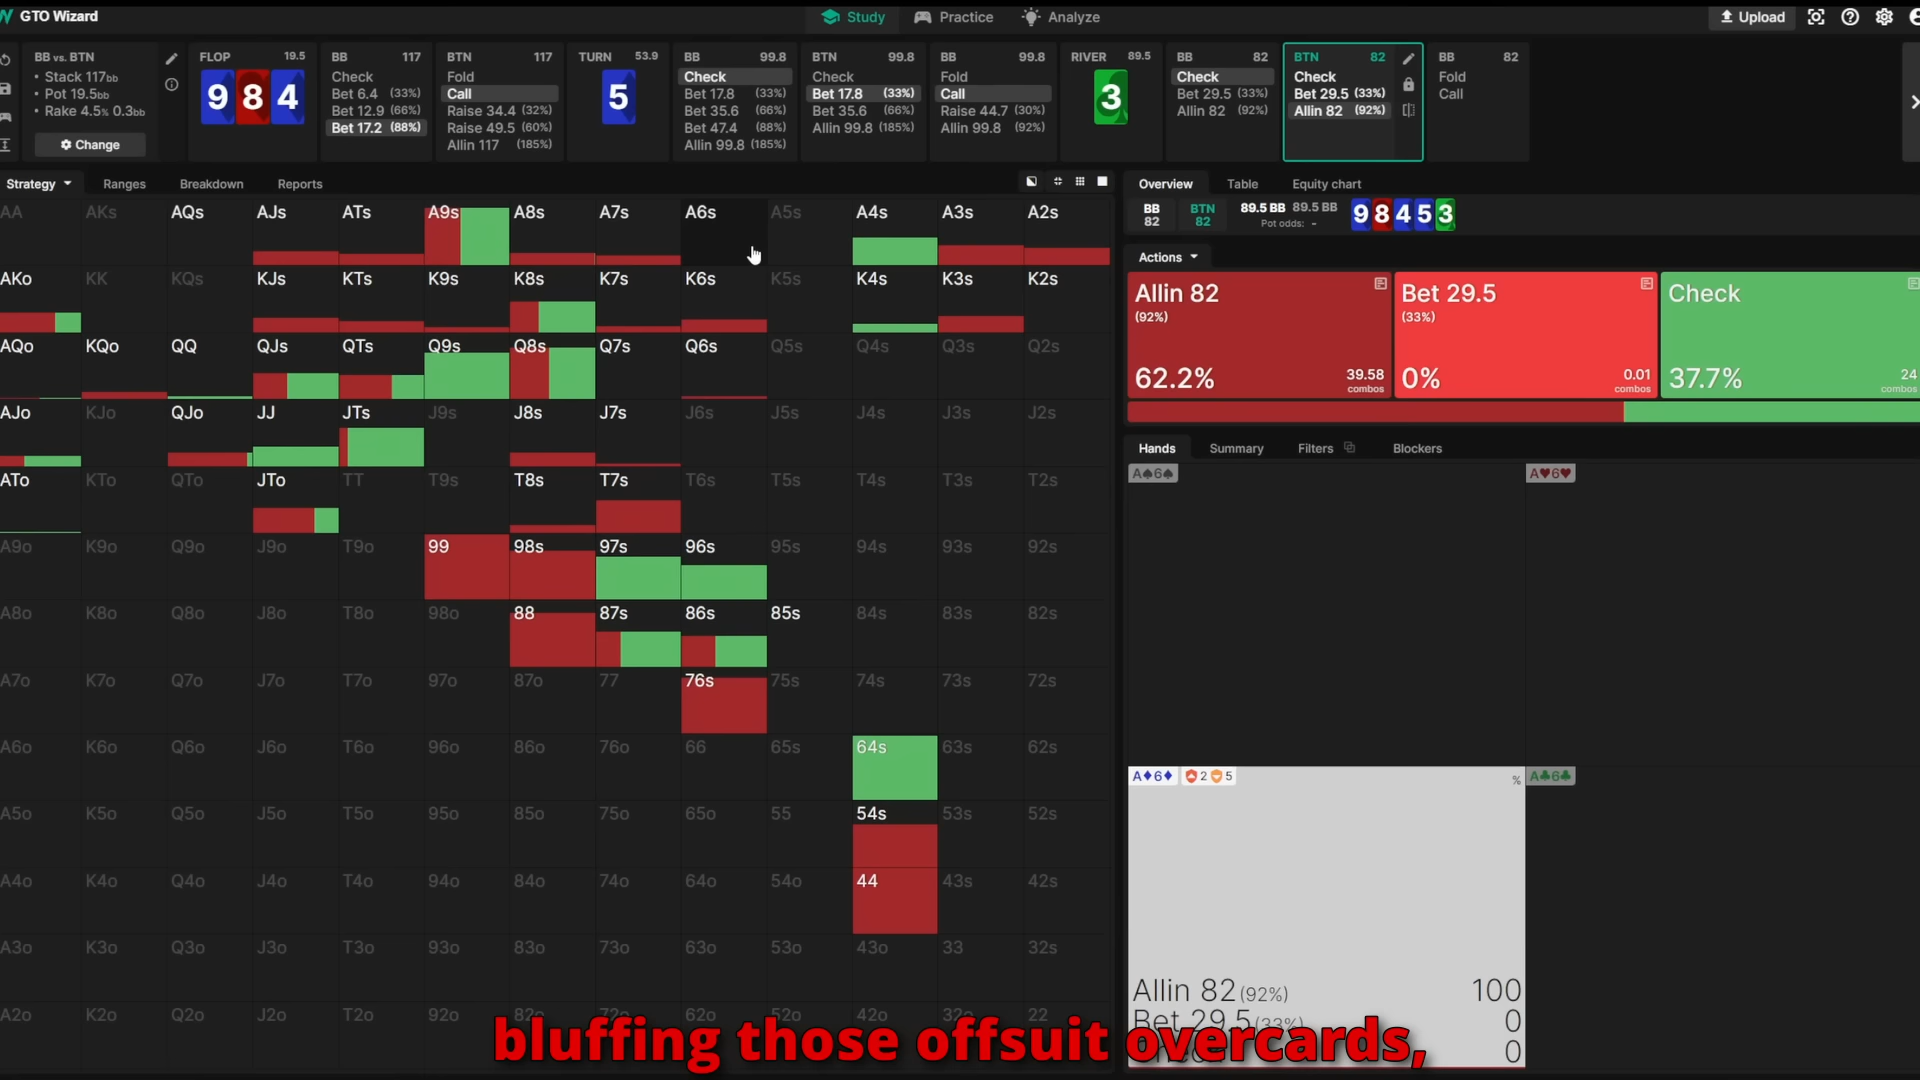 GTO Wizard
Study
Practice
Analyze
Upload
BB vs. BTN
• Stack 117bb
• Pot 19.5bb
• Rake 4.5% 0.3bb
Change
FLOP 19.5
9 8 4
BB 117
Check
Bet 6.4 (33%)
Bet 12.9 (66%)
Bet 17.2 (88%)
BTN 117
Fold
Call
Raise 34.4 (32%)
Raise 49.5 (60%)
Allin 117 (185%)
TURN 53.9
5
BB 99.8
Check
Bet 17.8 (33%)
Bet 35.6 (66%)
Bet 47.4 (88%)
Allin 99.8 (185%)
BTN 99.8
Check
Bet 17.8 (33%)
Bet 35.6 (66%)
Allin 99.8 (185%)
BB 99.8
Fold
Call
Raise 44.7 (30%)
Allin 99.8 (92%)
RIVER 89.5
3
BB 82
Check
Bet 29.5 (33%)
Allin 82 (92%)
BTN 82
Check
Bet 29.5 (33%)
Allin 82 (92%)
BB 82
Fold
Call
Strategy Ranges Breakdown Reports
AA AKs AQs AJs ATs A9s A8s A7s A6s A5s A4s A3s A2s
AKo KK KQs KJs KTs K9s K8s K7s K6s K5s K4s K3s K2s
AQo KQo QQ QJs QTs Q9s Q8s Q7s Q6s Q5s Q4s Q3s Q2s
AJo KJo QJo JJ JTs J9s J8s J7s J6s J5s J4s J3s J2s
ATo KTo QTo JTo TT T9s T8s T7s T6s T5s T4s T3s T2s
A9o K9o Q9o J9o T9o 99 98s 97s 96s 95s 94s 93s 92s
A8o K8o Q8o J8o T8o 98o 88 87s 86s 85s 84s 83s 82s
A7o K7o Q7o J7o T7o 97o 87o 77 76s 75s 74s 73s 72s
A6o K6o Q6o J6o T6o 96o 86o 76o 66 65s 64s 63s 62s
A5o K5o Q5o J5o T5o 95o 85o 75o 65o 55 54s 53s 52s
A4o K4o Q4o J4o T4o 94o 84o 74o 64o 54o 44 43s 42s
A3o K3o Q3o J3o T3o 93o 83o 73o 63o 53o 43o 33 32s
A2o K2o Q2o J2o T2o 92o 82o 72o 62o 52o 42o 32o 22
Overview Table Equity chart
BB
82
BTN
82
89.5 BB 89.5 BB
Pot odds: -
9 8 4 5 3
Actions
Allin 82
(92%)
62.2%
39.58
combos
Bet 29.5
(33%)
0%
0.01
combos
Check
37.7%
24
combos
Hands Summary Filters Blockers
A♠6♠
A♥6♥
A♦6♦ 2 5 %
A♣6♣
Allin 82 (92%) 100
Bet 29.5 (33%) 0
0
bluffing those offsuit overcards,